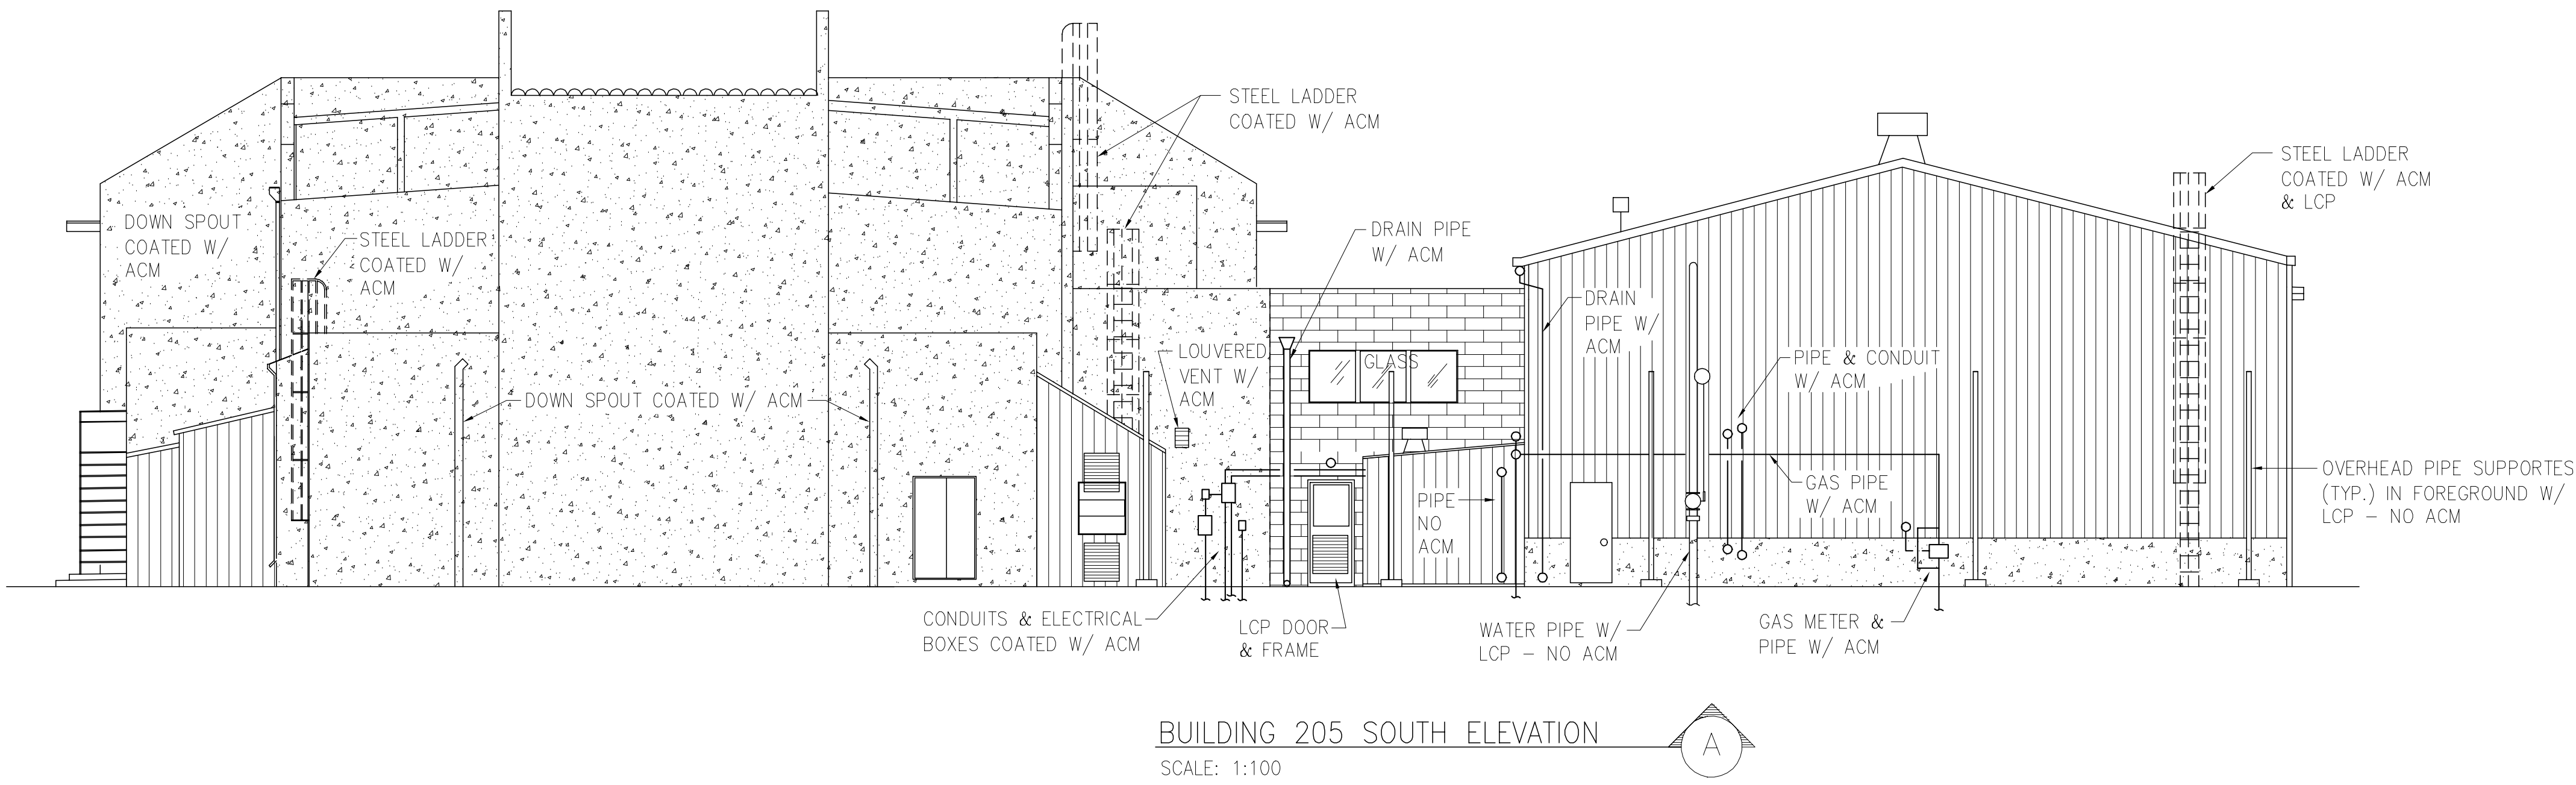 STEEL LADDER
COATED W/ ACM
STEEL LADDER
COATED W/ ACM
& LCP
DOWN SPOUT
COATED W/
ACM
STEEL LADDER
COATED W/
ACM
DRAIN PIPE
W/ ACM
DRAIN
PIPE W/
ACM
LOUVERED
VENT W/
ACM
GLASS
PIPE & CONDUIT
W/ ACM
DOWN SPOUT COATED W/ ACM
OVERHEAD PIPE SUPPORTES
(TYP.) IN FOREGROUND W/
LCP - NO ACM
GAS PIPE
W/ ACM
PIPE
NO
ACM
CONDUITS & ELECTRICAL
BOXES COATED W/ ACM
LCP DOOR
& FRAME
WATER PIPE W/
LCP - NO ACM
GAS METER &
PIPE W/ ACM
BUILDING 205 SOUTH ELEVATION
A
SCALE: 1:100